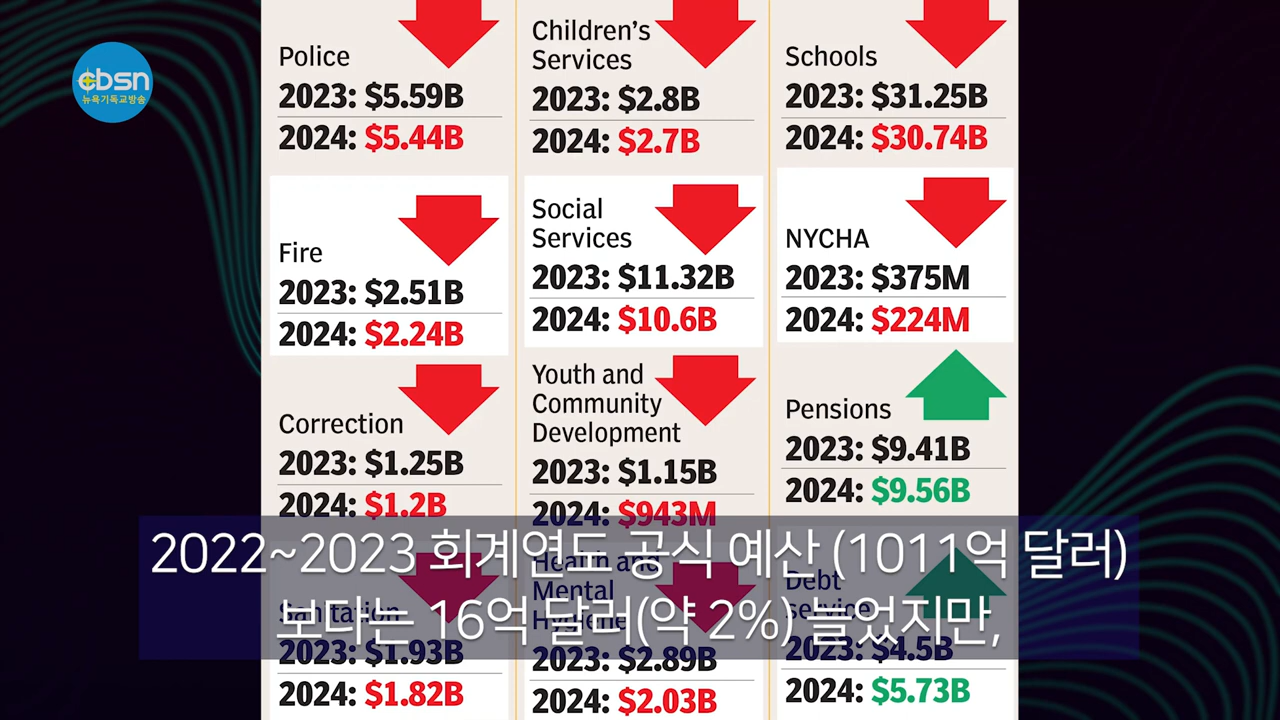 cbsn
뉴욕기독교방송
Police
2023: $5.59B
2024: $5.44B
Children's
Services
2023: $2.8B
2024: $2.7B
Schools
2023: $31.25B
2024: $30.74B
Fire
2023: $2.51B
2024: $2.24B
Social
Services
2023: $11.32B
2024: $10.6B
NYCHA
2023: $375M
2024: $224M
Correction
2023: $1.25B
2024: $1.2B
Youth and
Community
Development
2023: $1.15B
2024: $943M
Pensions
2023: $9.41B
2024: $9.56B
Sanitation
2023: $1.93B
2024: $1.82B
Health and
Mental
Hygiene
2023: $2.89B
2024: $2.03B
Debt
service
2023: $4.5B
2024: $5.73B
2022~2023 회계연도 공식 예산 (1011억 달러)
보다는 16억 달러(약 2%) 늘었지만,